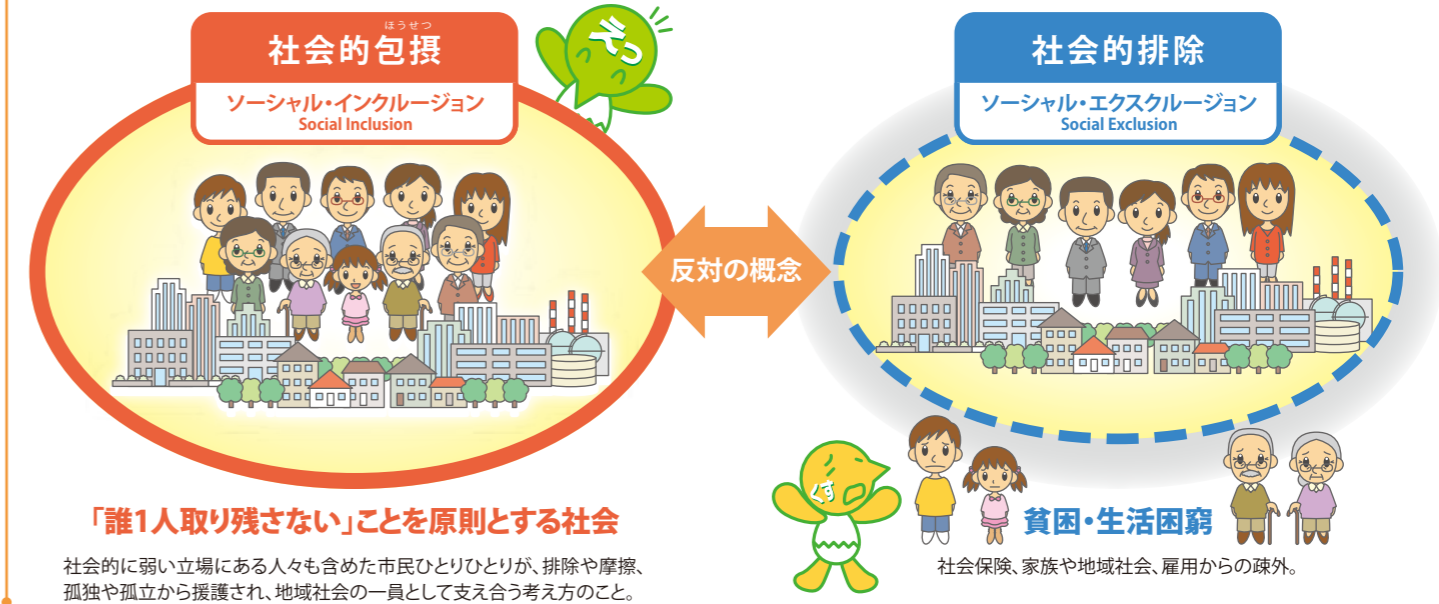 ほうせつ
社会的包摂
ソーシャル・インクルージョン
Social Inclusion
えっ
「誰1人取り残さない」ことを原則とする社会
社会的に弱い立場にある人々も含めた市民ひとりひとりが、排除や摩擦、
孤独や孤立から援護され、地域社会の一員として支え合う考え方のこと。
反対の概念
社会的排除
ソーシャル・エクスクルージョン
Social Exclusion
くす
貧困・生活困窮
社会保険、家族や地域社会、雇用からの疎外。